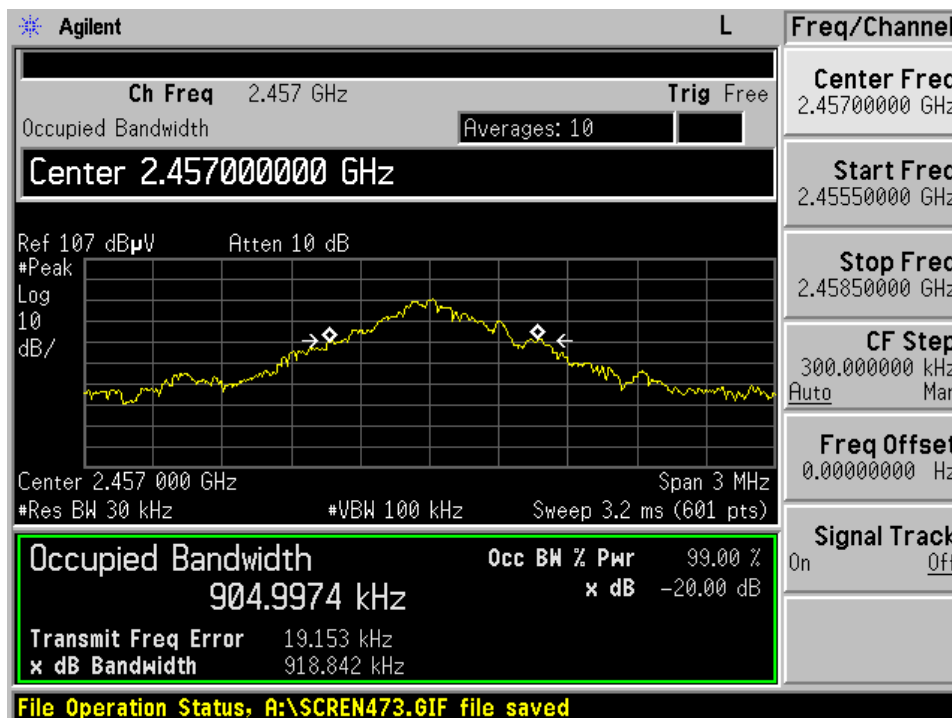 Agilent L Freq/Channel
Ch Freq 2.457 GHz Trig Free
Occupied Bandwidth Averages: 10
Center 2.457000000 GHz
Ref 107 dBµV Atten 10 dB
#Peak
Log
10
dB/
Center 2.457 000 GHz Span 3 MHz
#Res BW 30 kHz #VBW 100 kHz Sweep 3.2 ms (601 pts)
Occupied Bandwidth Occ BW % Pwr 99.00 %
904.9974 kHz x dB -20.00 dB
Transmit Freq Error 19.153 kHz
x dB Bandwidth 918.842 kHz
File Operation Status, A:\SCREN473.GIF file saved
Center Freq
2.45700000 GHz
Start Freq
2.45550000 GHz
Stop Freq
2.45850000 GHz
CF Step
300.000000 kHz
Auto Man
Freq Offset
0.00000000 Hz
Signal Track
On Off